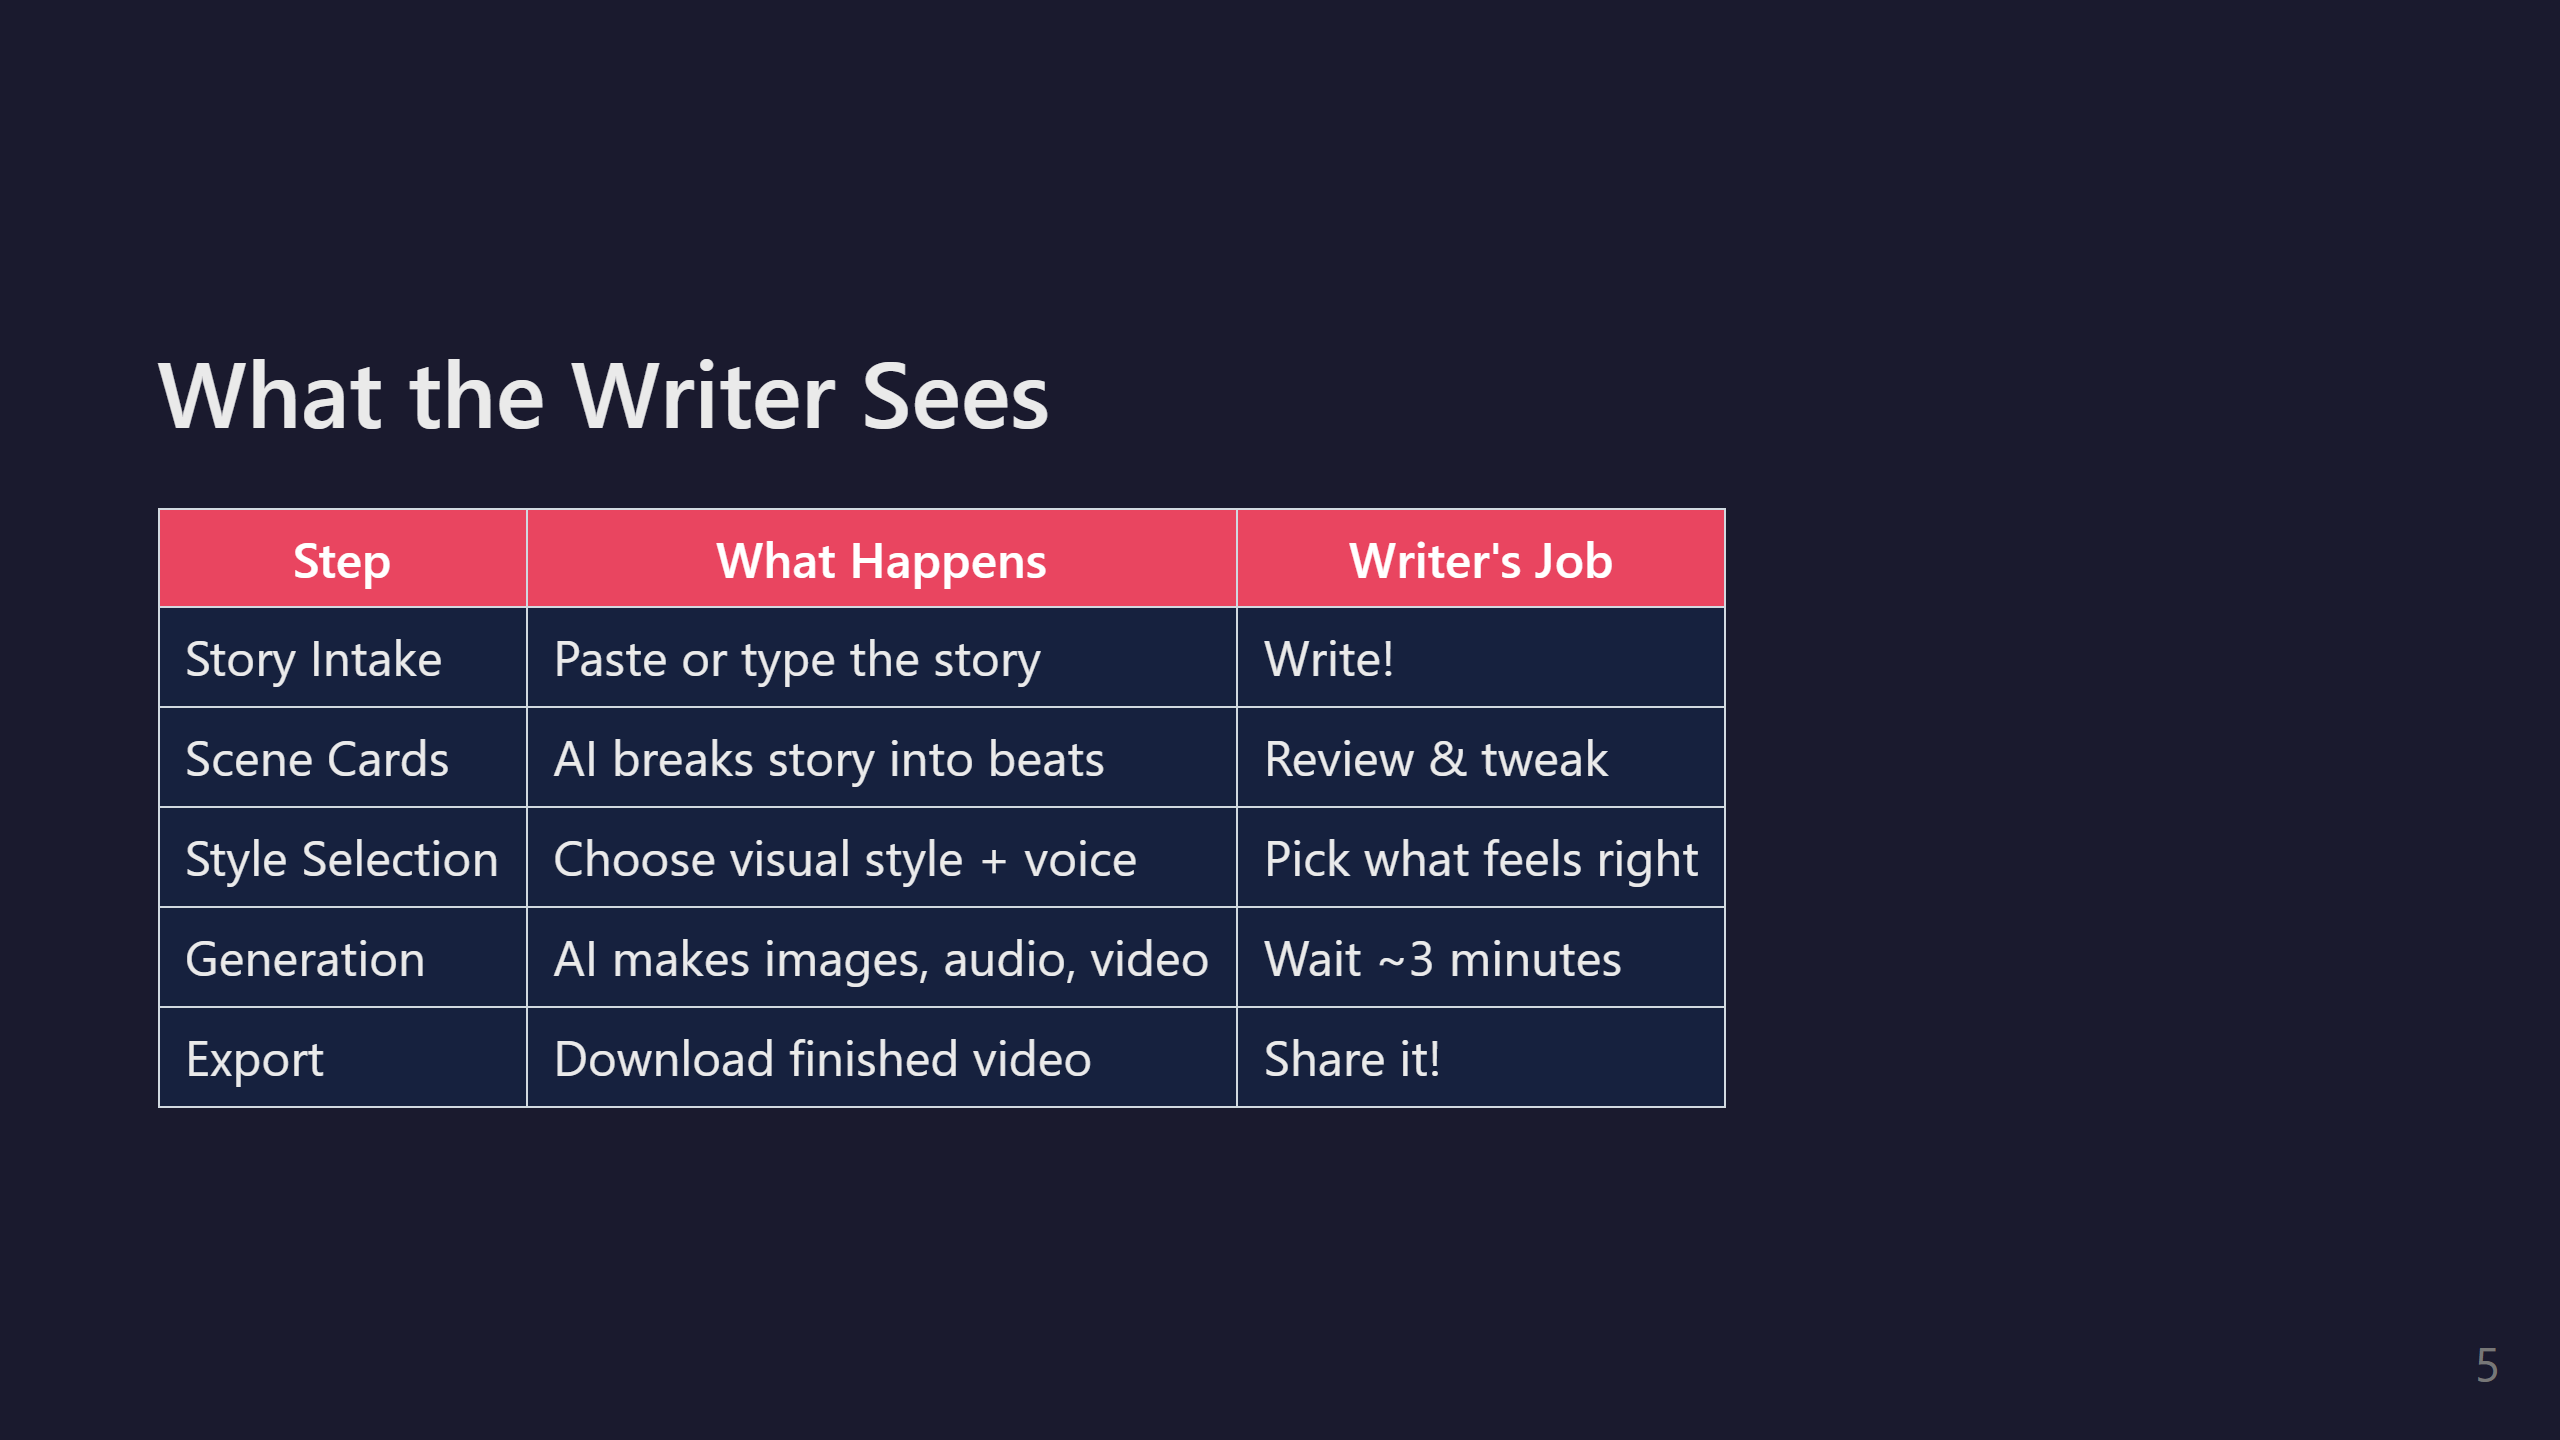 What the Writer Sees
Step What Happens Writer's Job
Story Intake Paste or type the story Write!
Scene Cards AI breaks story into beats Review & tweak
Style Selection Choose visual style + voice Pick what feels right
Generation AI makes images, audio, video Wait ~3 minutes
Export Download finished video Share it!
5